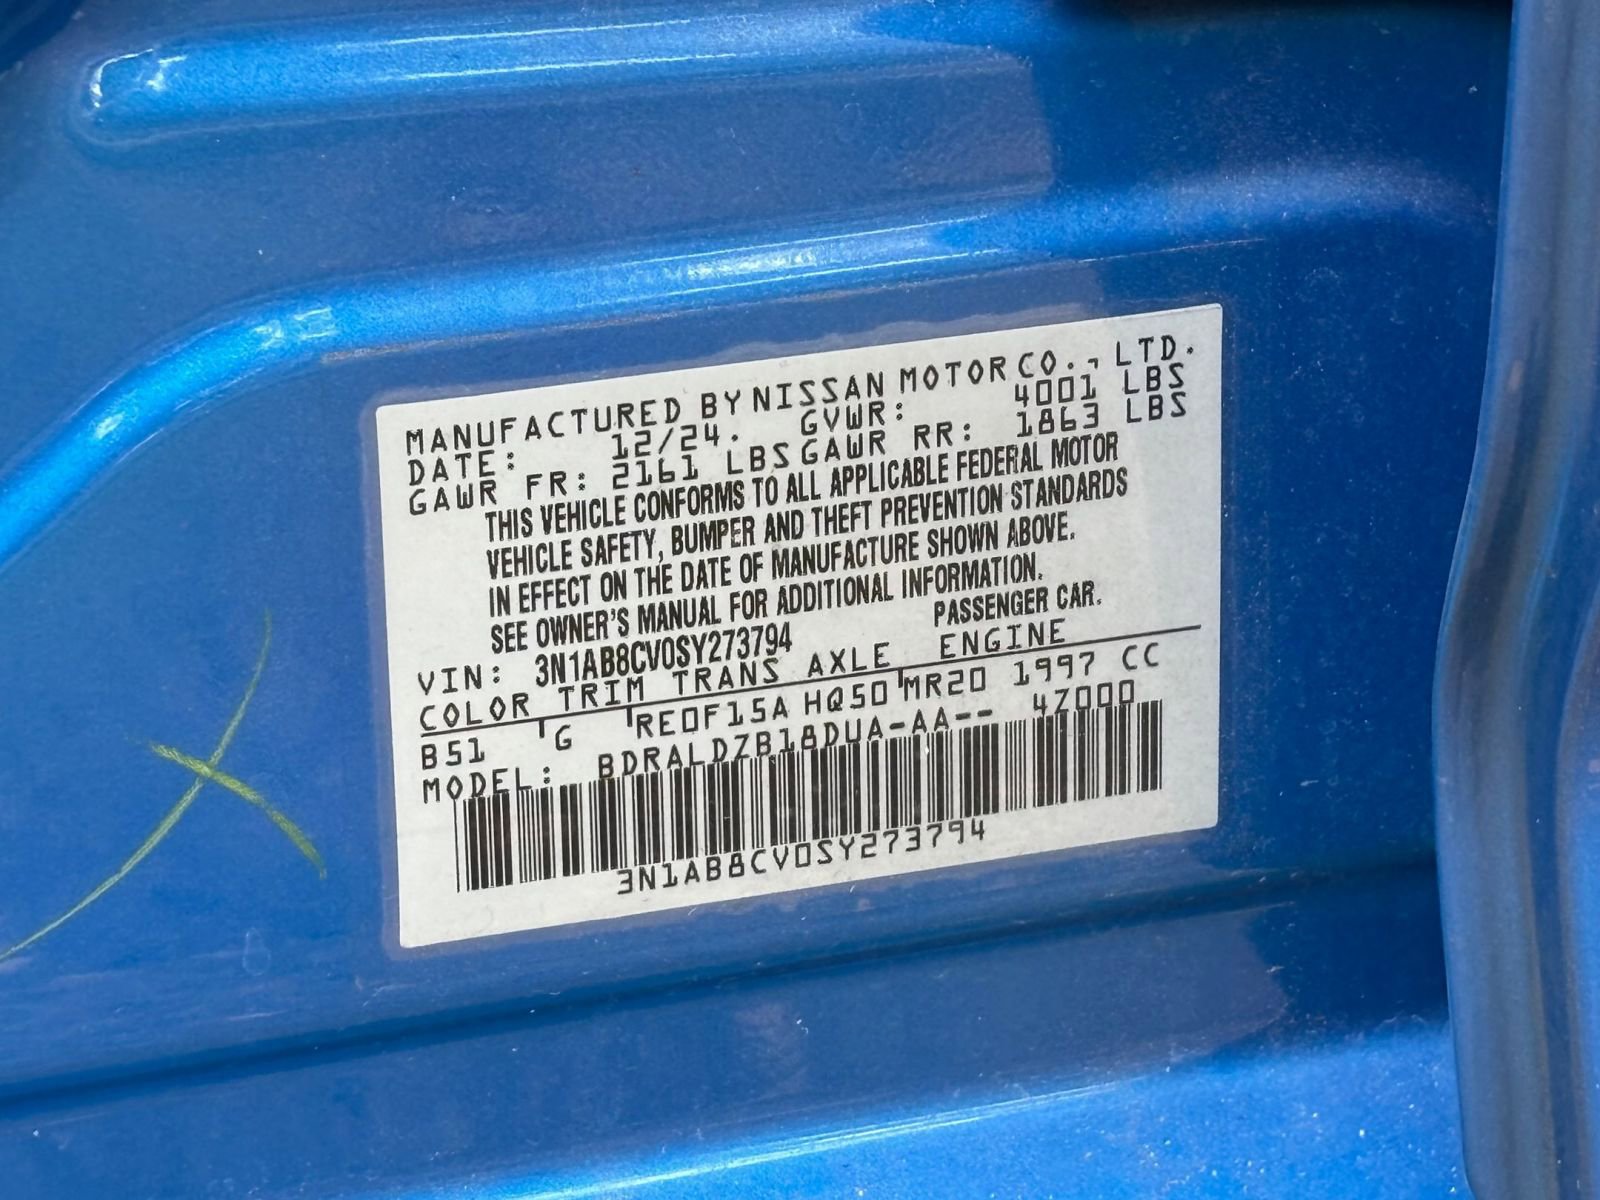 MANUFACTURED BY NISSAN MOTOR CO., LTD.
DATE: 12/24. GVWR: 4001 LBS
GAWR FR: 2161 LBS GAWR RR: 1863 LBS
THIS VEHICLE CONFORMS TO ALL APPLICABLE FEDERAL MOTOR
VEHICLE SAFETY, BUMPER AND THEFT PREVENTION STANDARDS
IN EFFECT ON THE DATE OF MANUFACTURE SHOWN ABOVE.
SEE OWNER'S MANUAL FOR ADDITIONAL INFORMATION.
VIN: 3N1AB8CV0SY273794 PASSENGER CAR.
COLOR TRIM TRANS AXLE ENGINE
B51 G RE0F15A HQ50 MR20 1997 CC
MODEL: BDRALDZB18DUA-AA-- 4Z000
3N1AB8CV0SY273794